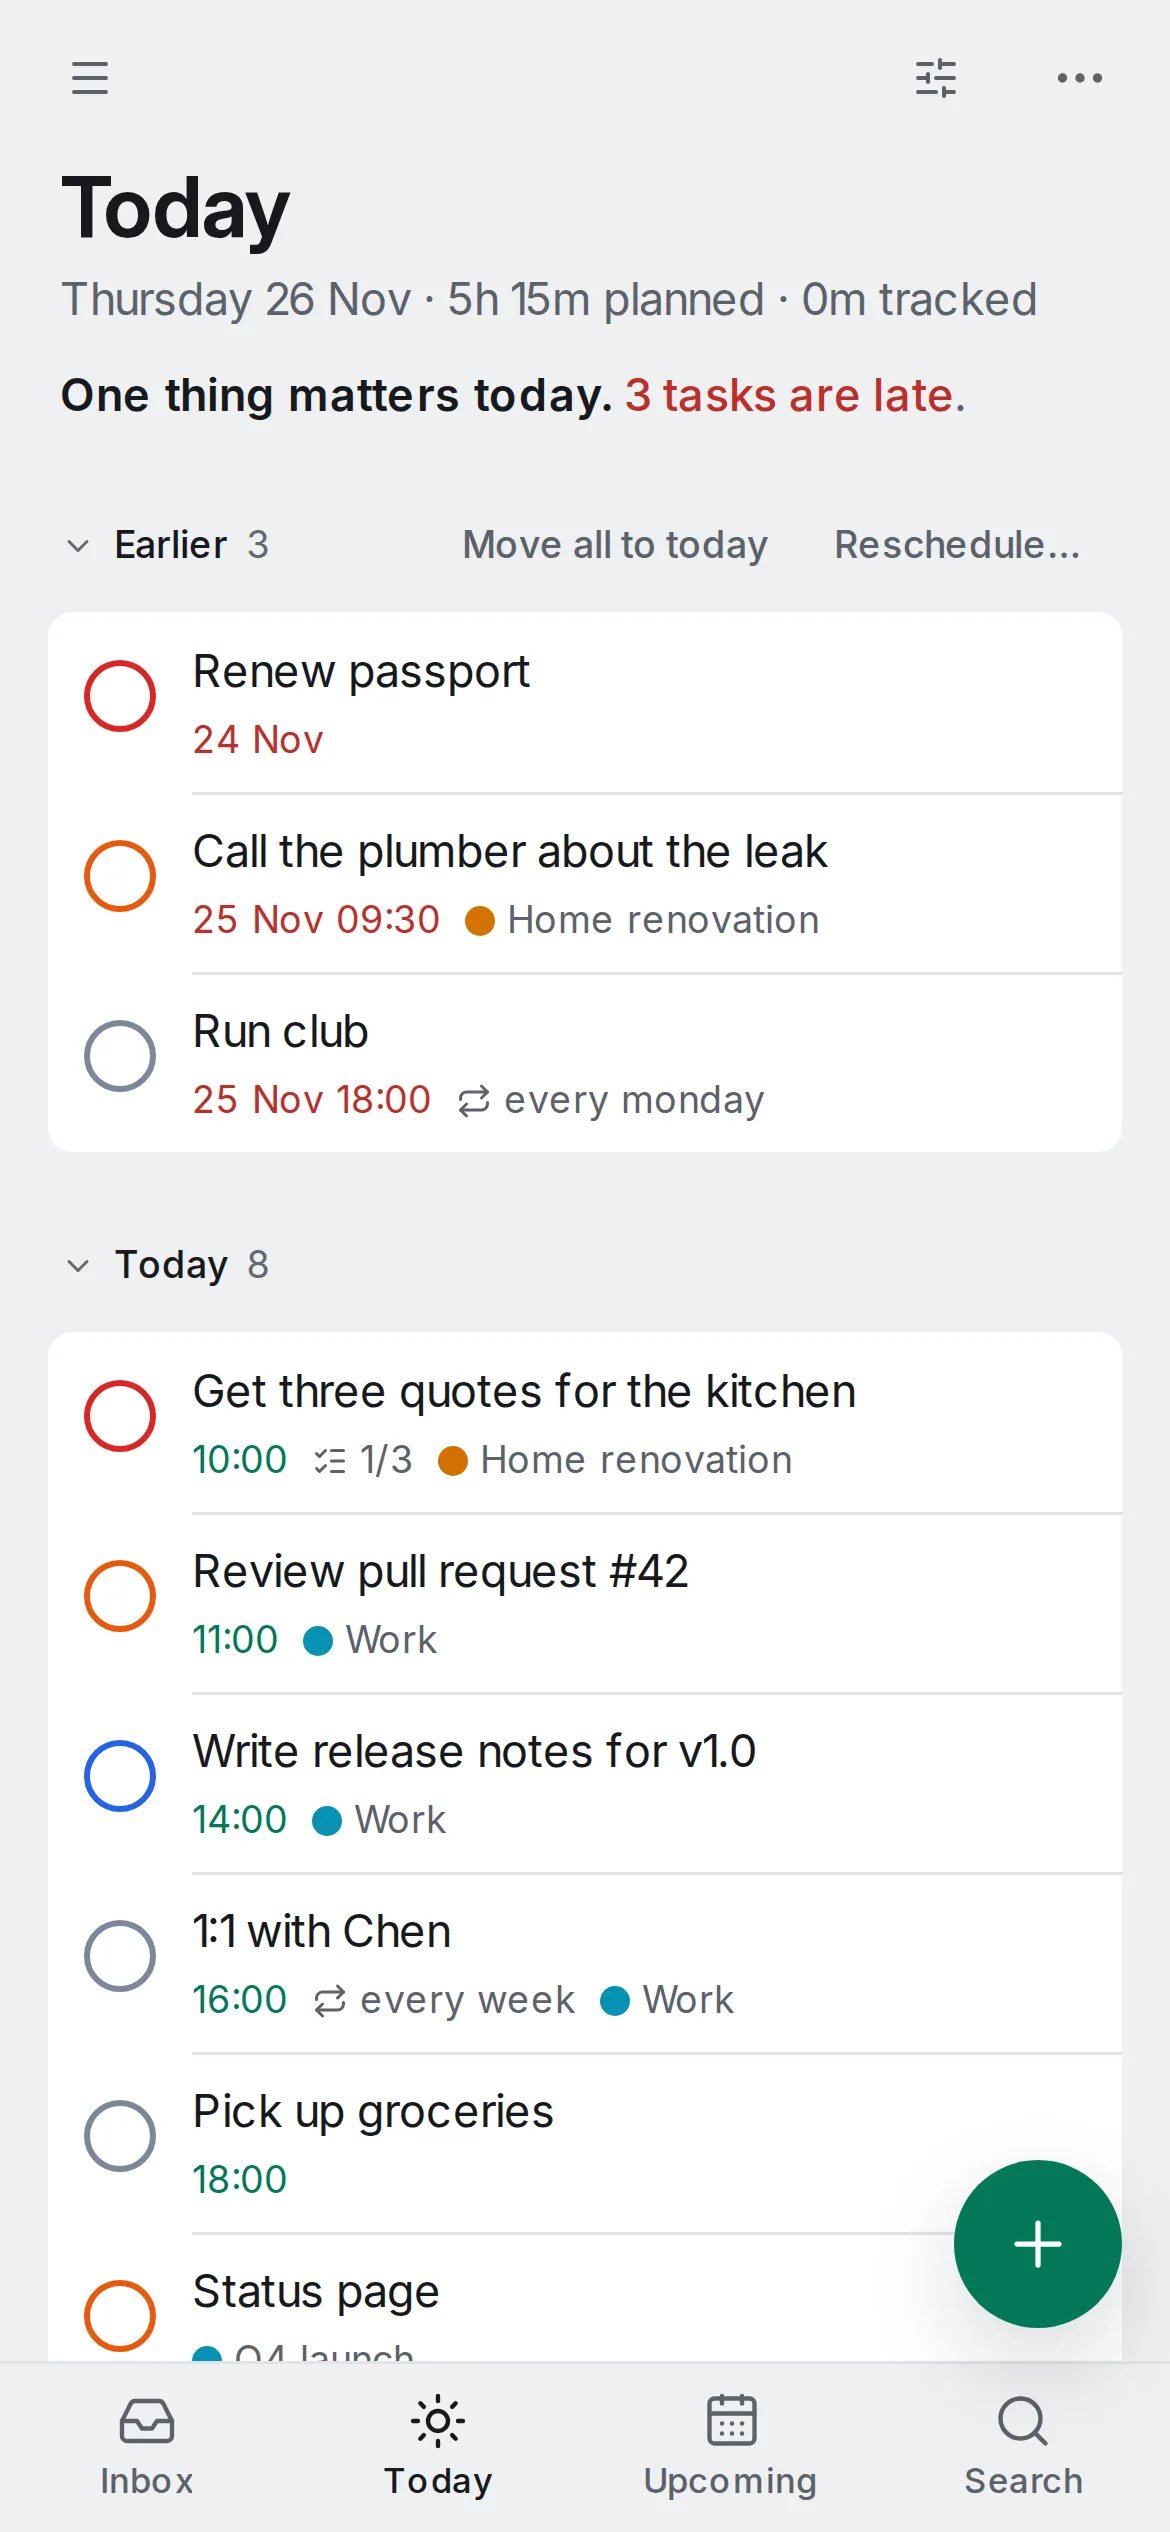 Today
Thursday 26 Nov · 5h 15m planned · 0m tracked
One thing matters today. 3 tasks are late.
Earlier 3 Move all to today Reschedule...
Renew passport
24 Nov
Call the plumber about the leak
25 Nov 09:30 Home renovation
Run club
25 Nov 18:00 every monday
Today 8
Get three quotes for the kitchen
10:00 1/3 Home renovation
Review pull request #42
11:00 Work
Write release notes for v1.0
14:00 Work
1:1 with Chen
16:00 every week Work
Pick up groceries
18:00
Status page
Q4 launch
Inbox Today Upcoming Search